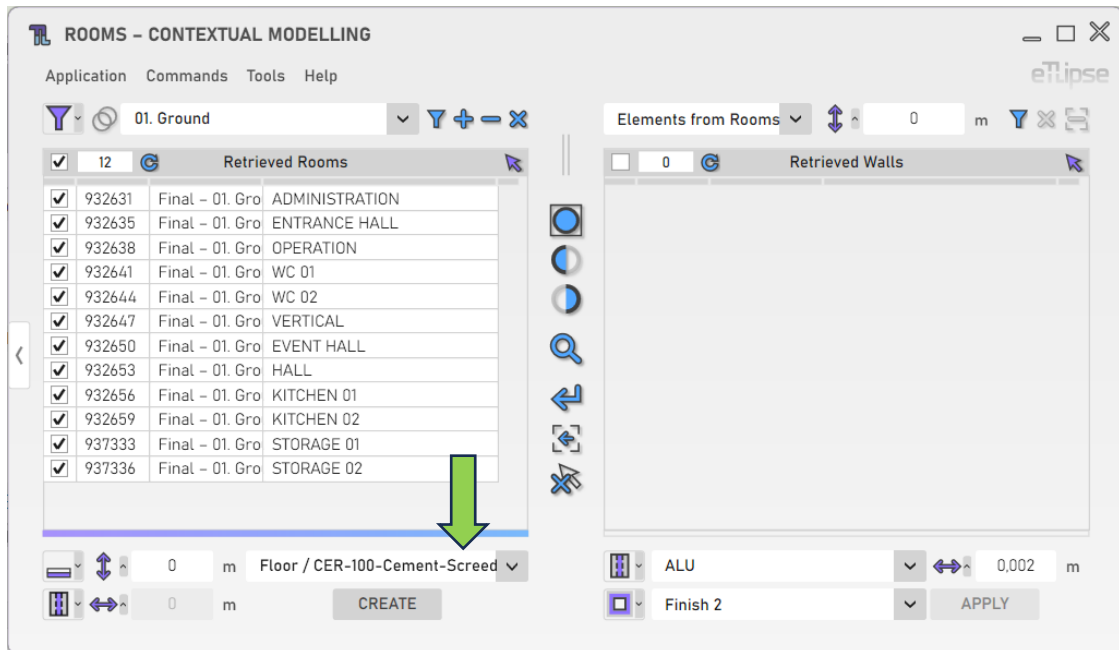 ROOMS – CONTEXTUAL MODELLING
Application Commands Tools Help
eTLipse
01. Ground
Elements from Rooms 0 m
12 Retrieved Rooms
0 Retrieved Walls
932631 Final – 01. Gro ADMINISTRATION
932635 Final – 01. Gro ENTRANCE HALL
932638 Final – 01. Gro OPERATION
932641 Final – 01. Gro WC 01
932644 Final – 01. Gro WC 02
932647 Final – 01. Gro VERTICAL
932650 Final – 01. Gro EVENT HALL
932653 Final – 01. Gro HALL
932656 Final – 01. Gro KITCHEN 01
932659 Final – 01. Gro KITCHEN 02
937333 Final – 01. Gro STORAGE 01
937336 Final – 01. Gro STORAGE 02
0 m Floor / CER-100-Cement-Screed
ALU 0,002 m
0 m CREATE
Finish 2 APPLY